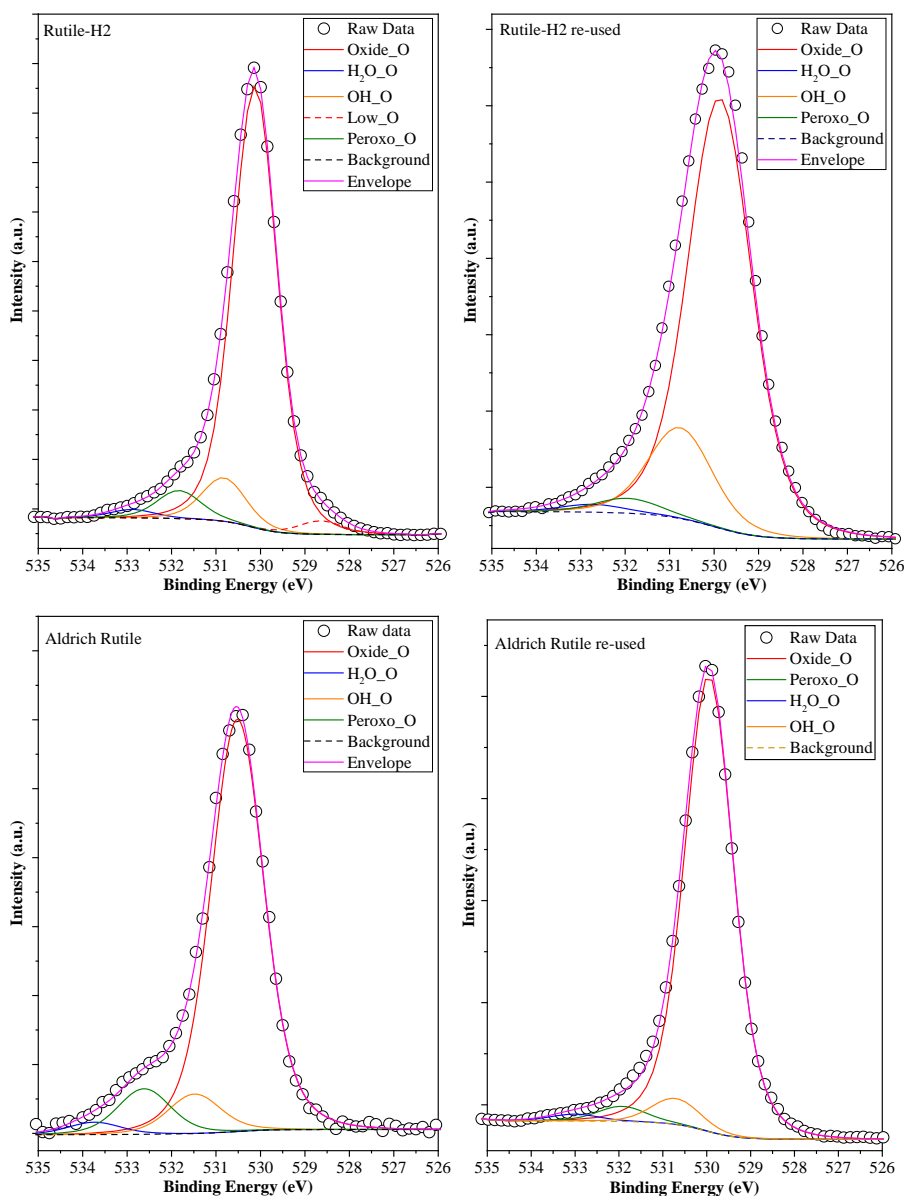 Rutile-H2
Raw Data
Oxide_O
H₂O_O
OH_O
Low_O
Peroxo_O
Background
Envelope
Intensity (a.u.)
535 534 533 532 531 530 529 528 527 526
Binding Energy (eV)
Rutile-H2 re-used
Raw Data
Oxide_O
H₂O_O
OH_O
Peroxo_O
Background
Envelope
Intensity (a.u.)
535 534 533 532 531 530 529 528 527 526
Binding Energy (eV)
Aldrich Rutile
Raw data
Oxide_O
H₂O_O
OH_O
Peroxo_O
Background
Envelope
Intensity (a.u.)
535 534 533 532 531 530 529 528 527 526
Binding Energy (eV)
Aldrich Rutile re-used
Raw Data
Oxide_O
Peroxo_O
H₂O_O
OH_O
Background
Intensity (a.u.)
535 534 533 532 531 530 529 528 527 526
Binding Energy (eV)